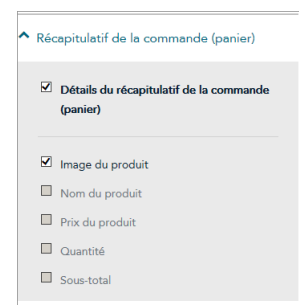 Récapitulatif de la commande (panier)
Détails du récapitulatif de la commande
(panier)
Image du produit
Nom du produit
Prix du produit
Quantité
Sous-total